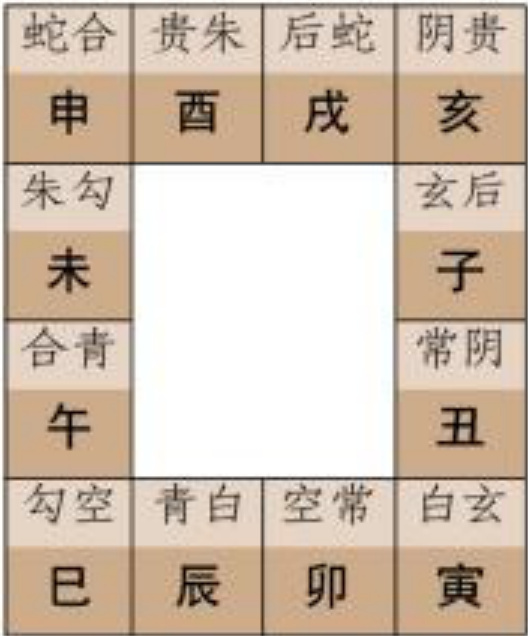 蛇合 贵朱 后蛇 阴贵
申 酉 戌 亥
朱勾 玄后
未 子
合青 常阴
午 丑
勾空 青白 空常 白玄
巳 辰 卯 寅